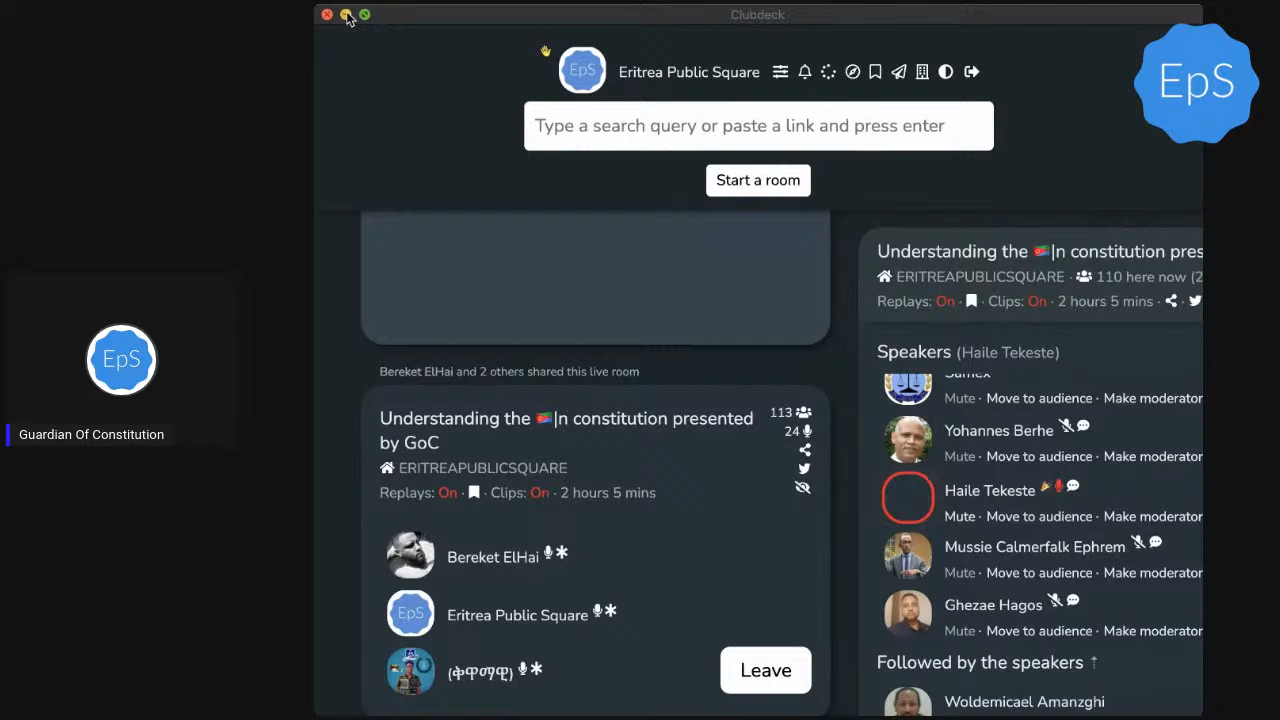 Clubdeck
EpS
Eritrea Public Square
EpS
Type a search query or paste a link and press enter
Start a room
Understanding the 🇪🇷|n constitution pres
ERITREAPUBLICSQUARE · 110 here now (2
Replays: On · Clips: On · 2 hours 5 mins ·
Speakers (Haile Tekeste)
Samex
Mute · Move to audience · Make moderator
Yohannes Berhe
Mute · Move to audience · Make moderator
Haile Tekeste
Mute · Move to audience · Make moderator
Mussie Calmerfalk Ephrem
Mute · Move to audience · Make moderator
Ghezae Hagos
Mute · Move to audience · Make moderator
Followed by the speakers ⇡
Woldemicael Amanzghi
Bereket ElHai and 2 others shared this live room
Understanding the 🇪🇷|n constitution presented
by GoC
113
24
ERITREAPUBLICSQUARE
Replays: On · Clips: On · 2 hours 5 mins
Bereket ElHai
EpS
Eritrea Public Square
(ቅዋማዊ)
Leave
EpS
Guardian Of Constitution